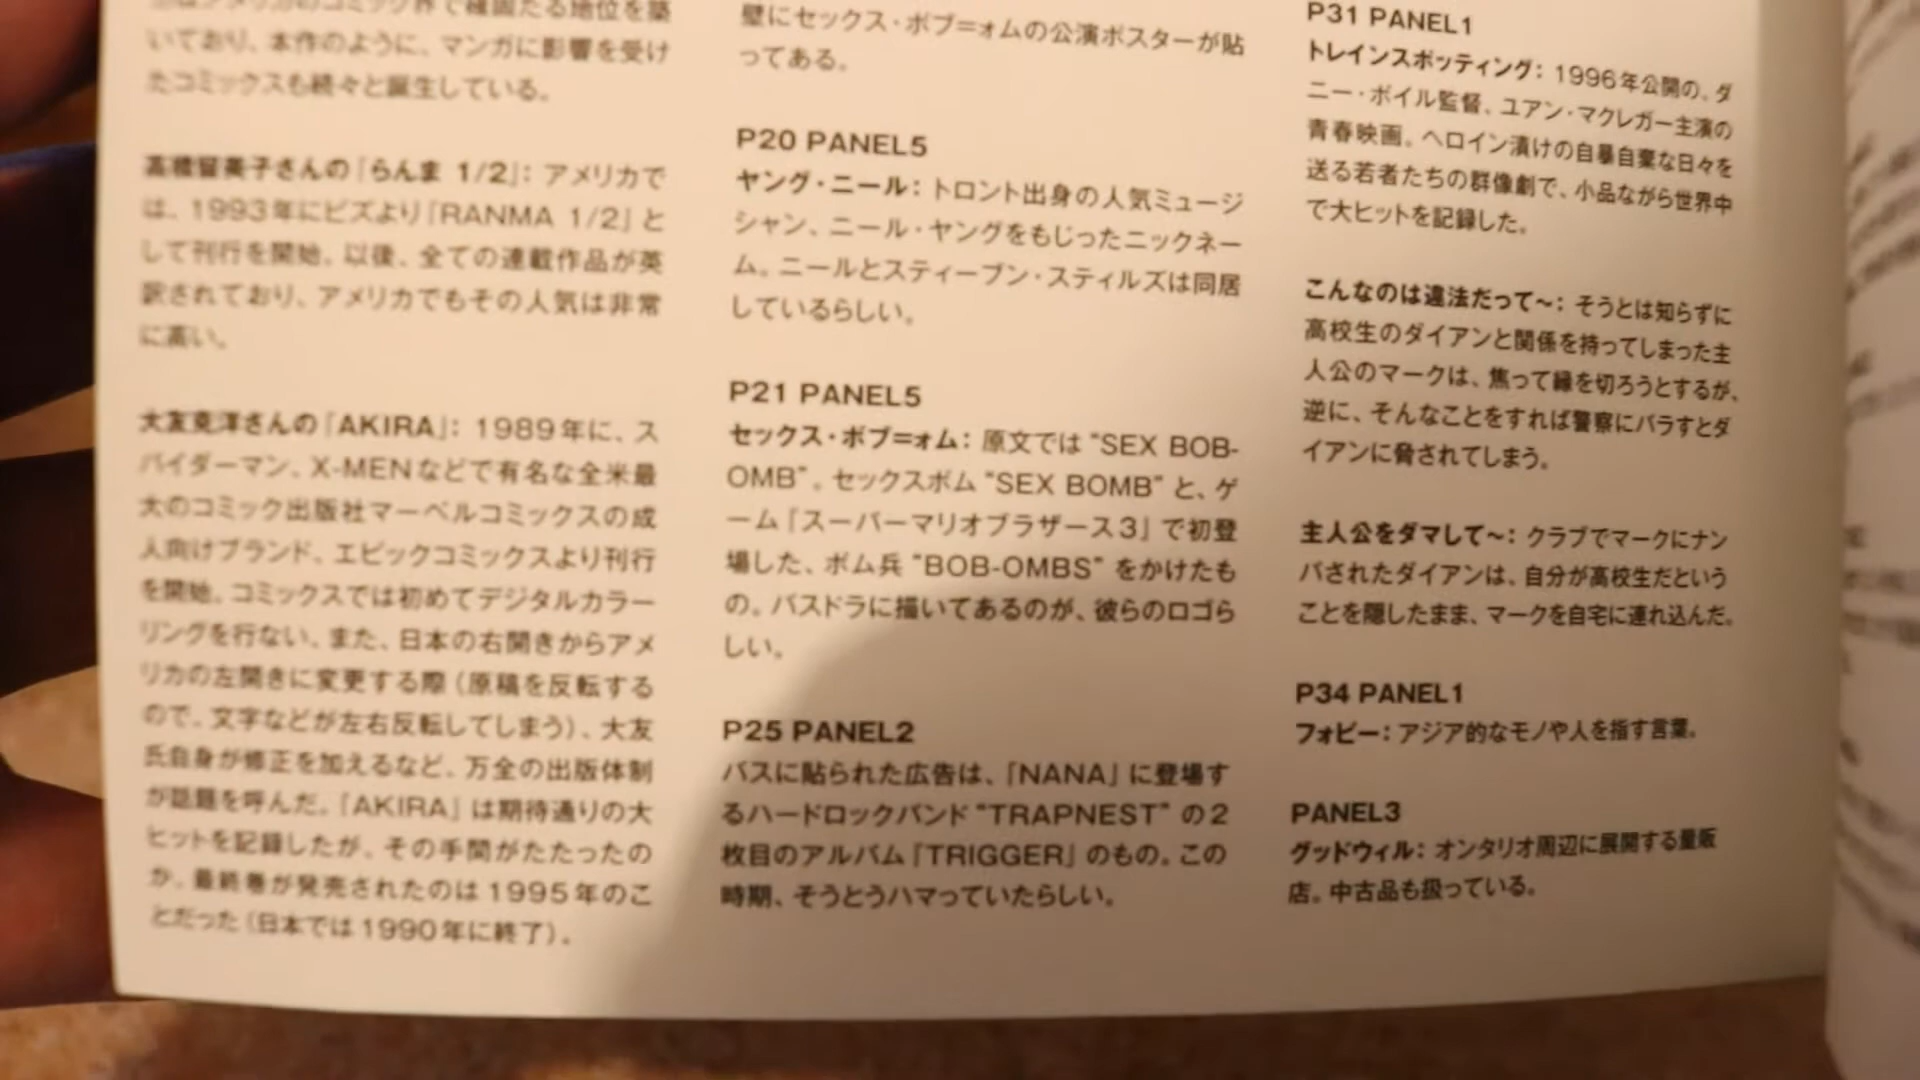 はアメリカのコミック界で確固たる地位を築
いており、本作のように、マンガに影響を受け
たコミックスも続々と誕生している。
高橋留美子さんの「らんま 1/2」：アメリカで
は、1993年にビズより「RANMA 1/2」と
して刊行を開始。以後、全ての連載作品が英
訳されており、アメリカでもその人気は非常
に高い。
大友克洋さんの「AKIRA」：1989年に、ス
パイダーマン、X-MENなどで有名な全米最
大のコミック出版社マーベルコミックスの成
人向けブランド、エピックコミックスより刊行
を開始。コミックスでは初めてデジタルカラー
リングを行ない、また、日本の右開きからアメ
リカの左開きに変更する際（原稿を反転する
ので、文字などが左右反転してしまう）、大友
氏自身が修正を加えるなど、万全の出版体制
が話題を呼んだ。「AKIRA」は期待通りの大
ヒットを記録したが、その手間がたたったの
か、最終巻が発売されたのは1995年のこ
とだった（日本では1990年に終了）。
壁にセックス・ボブ=ォムの公演ポスターが貼
ってある。
P20 PANEL5
ヤング・ニール：トロント出身の人気ミュージ
シャン、ニール・ヤングをもじったニックネー
ム。ニールとスティーブン・スティルズは同居
しているらしい。
P21 PANEL5
セックス・ボブ=ォム：原文では“SEX BOB-
OMB”。セックスボム“SEX BOMB”と、ゲ
ーム「スーパーマリオブラザース3」で初登
場した、ボム兵“BOB-OMBS”をかけたも
の。バスドラに描いてあるのが、彼らのロゴら
しい。
P25 PANEL2
バスに貼られた広告は、「NANA」に登場す
るハードロックバンド“TRAPNEST”の2
枚目のアルバム「TRIGGER」のもの。この
時期、そうとうハマっていたらしい。
P31 PANEL1
トレインスポッティング：1996年公開の、ダ
ニー・ボイル監督、ユアン・マクレガー主演の
青春映画。ヘロイン漬けの自暴自棄な日々を
送る若者たちの群像劇で、小品ながら世界中
で大ヒットを記録した。
こんなのは違法だって〜：そうとは知らずに
高校生のダイアンと関係を持ってしまった主
人公のマークは、焦って縁を切ろうとするが、
逆に、そんなことをすれば警察にバラすとダ
イアンに脅されてしまう。
主人公をダマして〜：クラブでマークにナン
パされたダイアンは、自分が高校生だという
ことを隠したまま、マークを自宅に連れ込んだ。
P34 PANEL1
フォビー：アジア的なモノや人を指す言葉。
PANEL3
グッドウィル：オンタリオ周辺に展開する量販
店。中古品も扱っている。